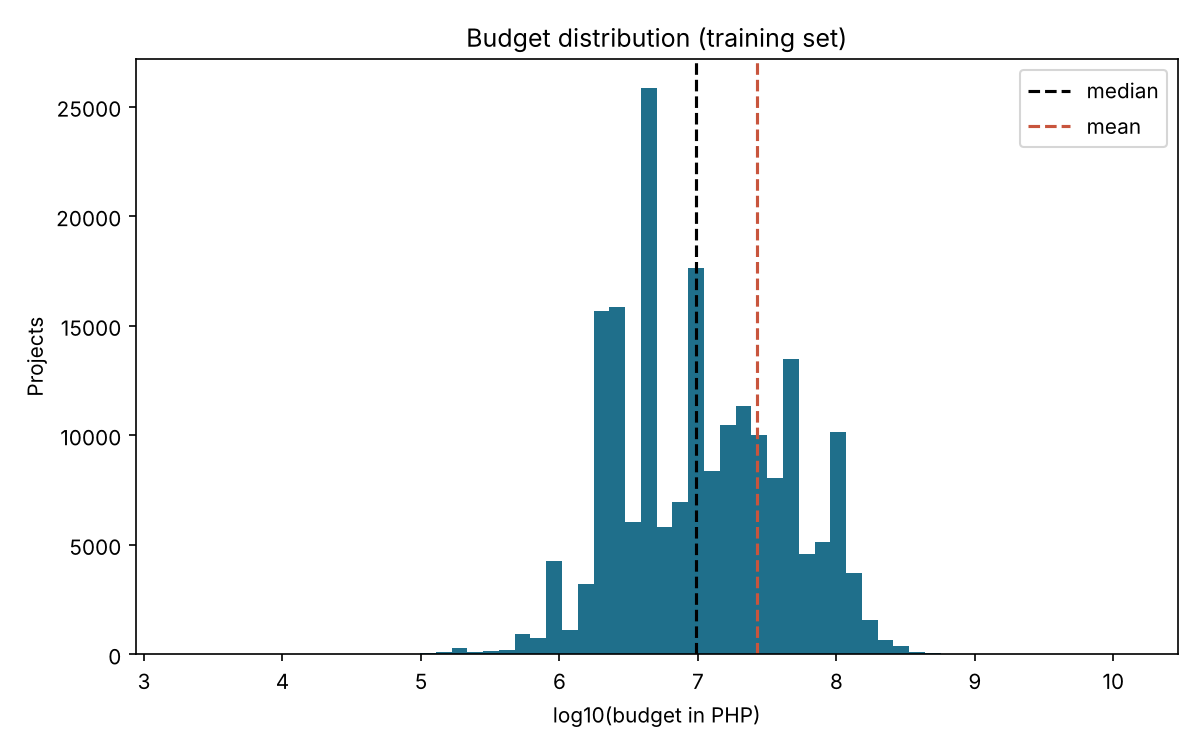 Budget distribution (training set)
median
mean
25000
20000
15000
10000
5000
0
Projects
3 4 5 6 7 8 9 10
log10(budget in PHP)